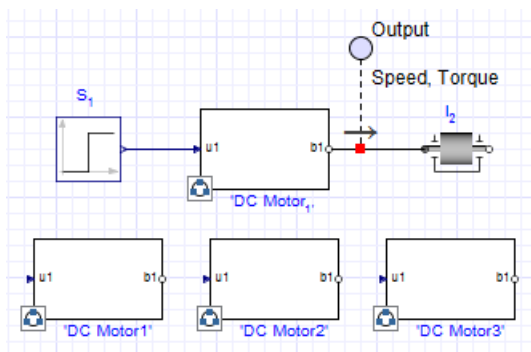 Output
Speed, Torque
S1
I2
u1
b1
'DC Motor1'
u1
b1
u1
b1
u1
b1
"DC Motor1"
"DC Motor2"
"DC Motor3"